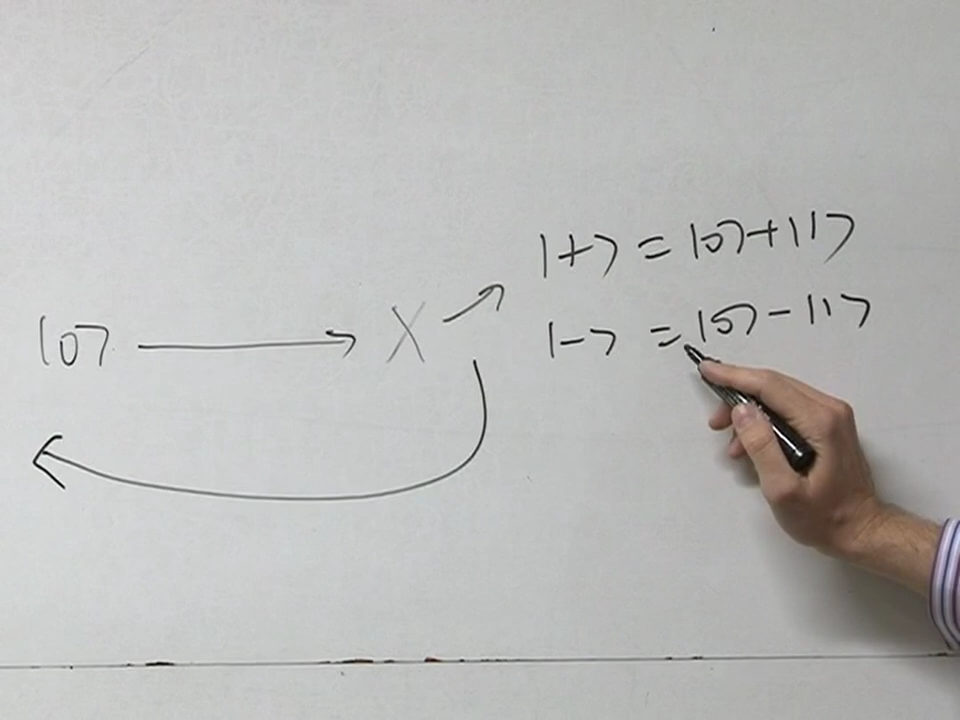 |+⟩ = |0⟩+|1⟩
|0⟩ ⟶ X ↗
|-⟩ = |0⟩-|1⟩